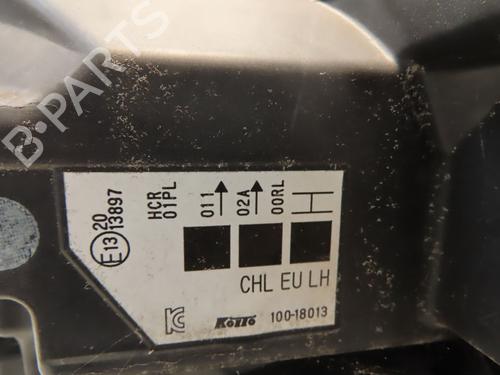 B-PARTS
E13
20
13897
HCR
01PL
011
02A
00RL
CHL EU LH
KOITO
100-18013